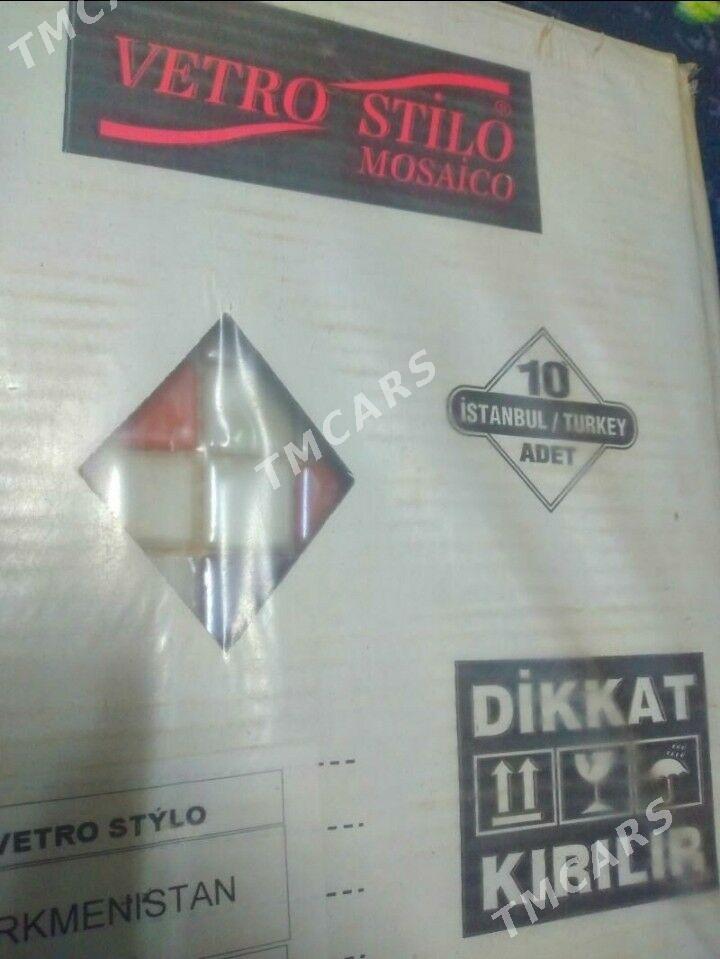 VETRO STİLO ®
MOSAİCO
10
İSTANBUL / TURKEY
ADET
DİKKAT
KIRILIR
VETRO STÝLO
RKMENISTAN
TMCARS
TMCARS
TMCARS